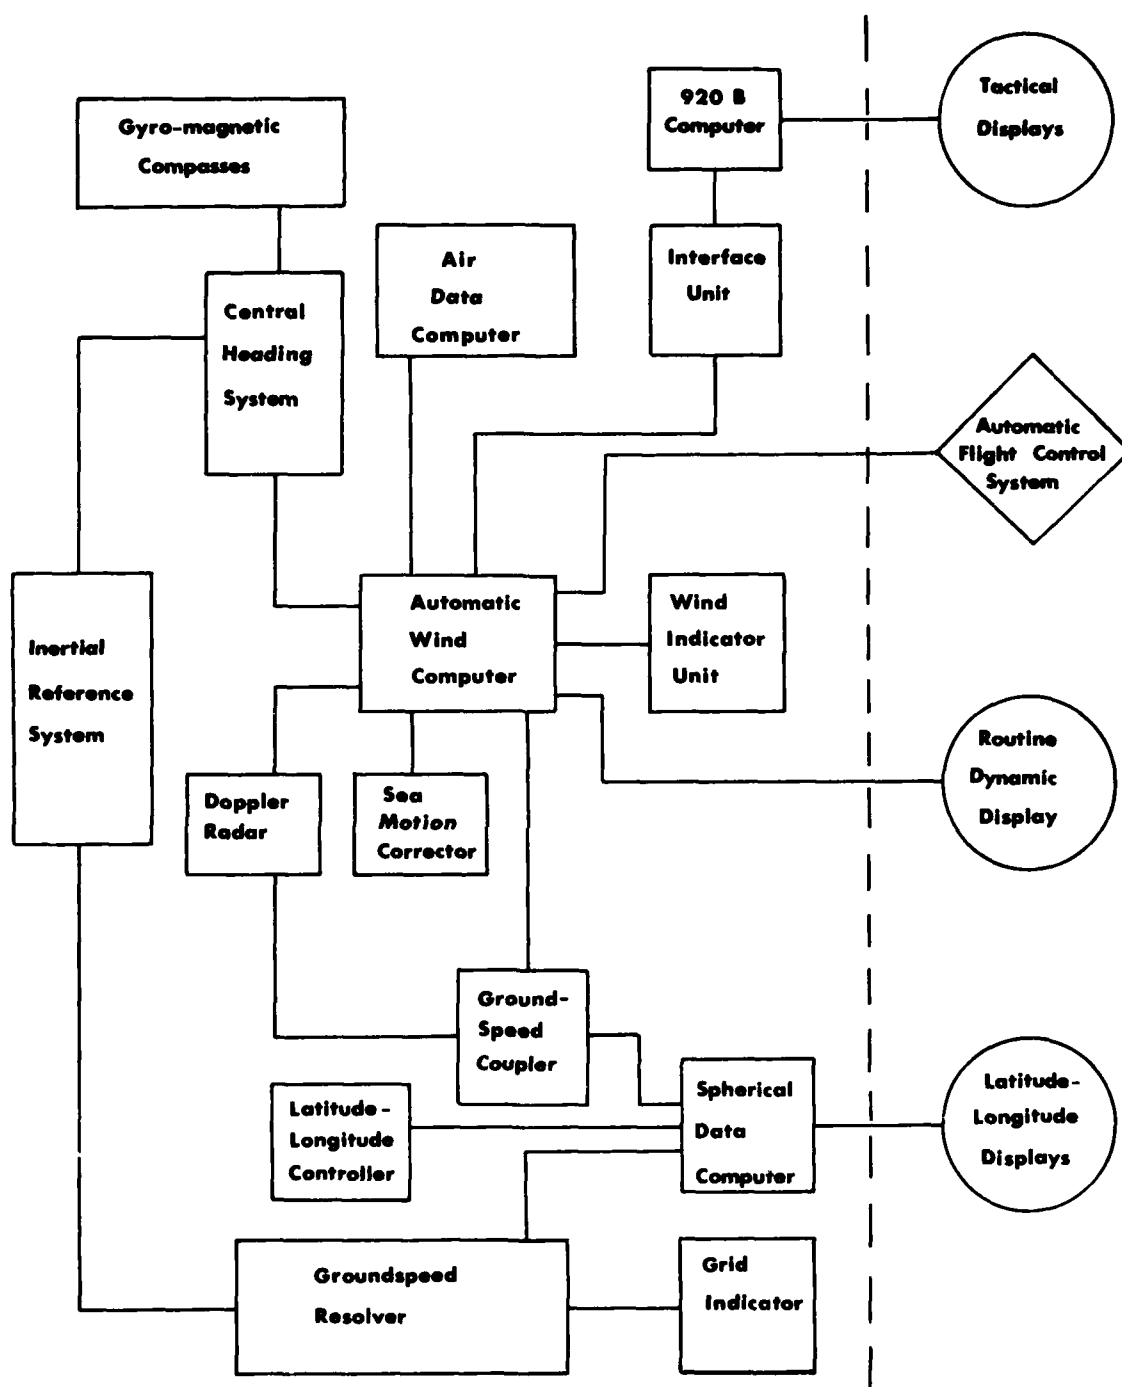 920 B
Computer
Tactical
Displays
Gyro-magnetic
Compasses
Air
Data
Computer
Interface
Unit
Central
Heading
System
Automatic
Flight Control
System
Inertial
Reference
System
Automatic
Wind
Computer
Wind
Indicator
Unit
Routine
Dynamic
Display
Doppler
Radar
Sea
Motion
Corrector
Ground-
Speed
Coupler
Latitude-
Longitude
Controller
Spherical
Data
Computer
Latitude-
Longitude
Displays
Groundspeed
Resolver
Grid
Indicator